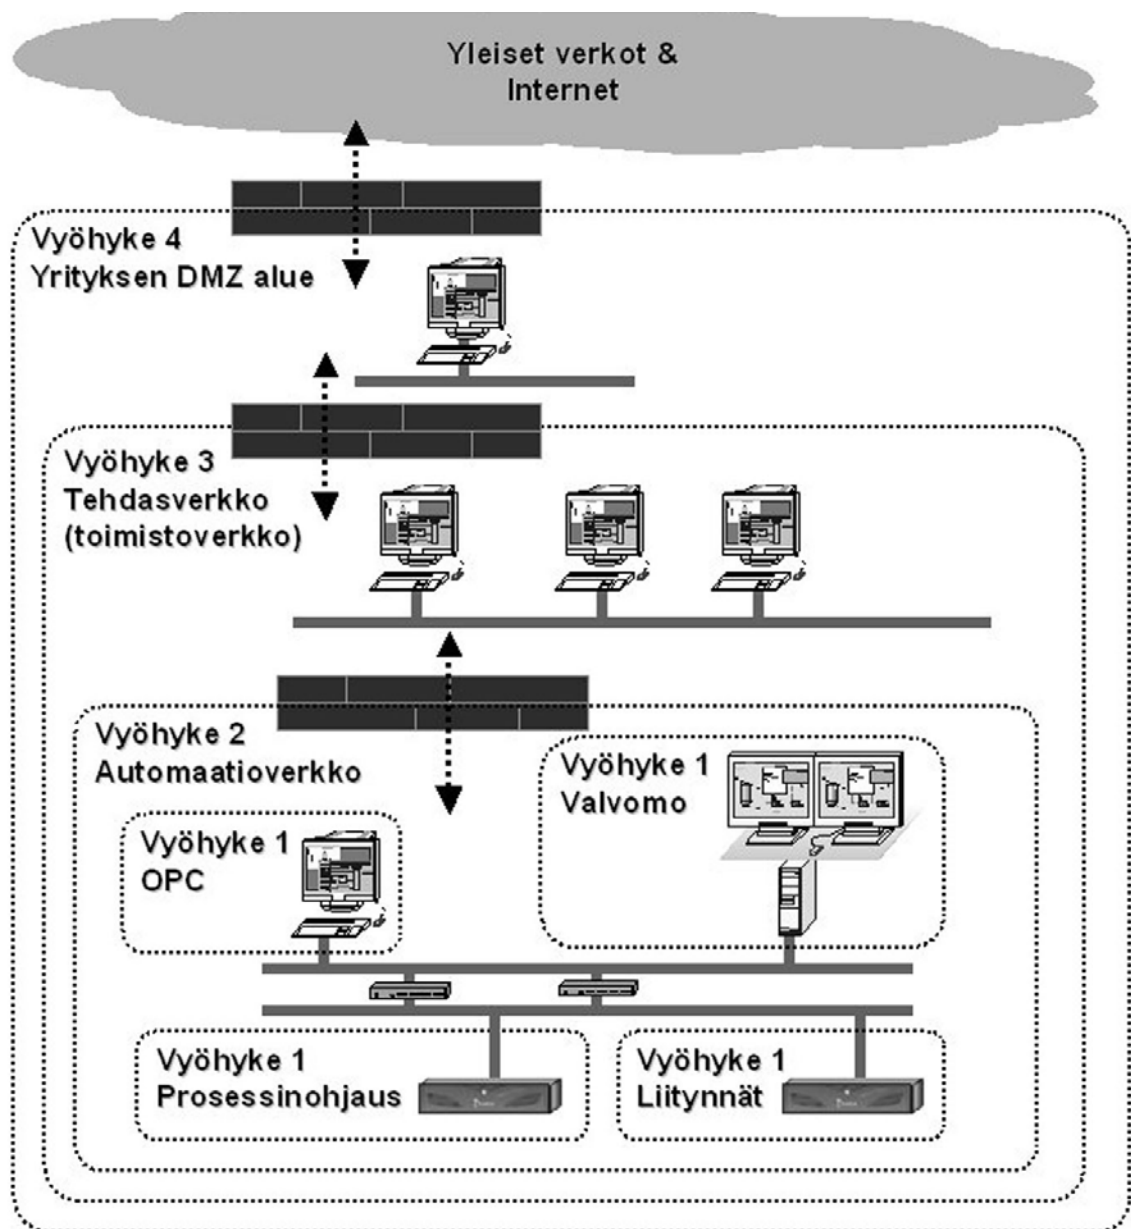 Yleiset verkot &
Internet
Vyöhyke 4
Yrityksen DMZ alue
Vyöhyke 3
Tehdasverkko
(toimistoverkko)
Vyöhyke 2
Automaatioverkko
Vyöhyke 1
Valvomo
Vyöhyke 1
OPC
Vyöhyke 1
Prosessinohjaus
Vyöhyke 1
Liitynnät